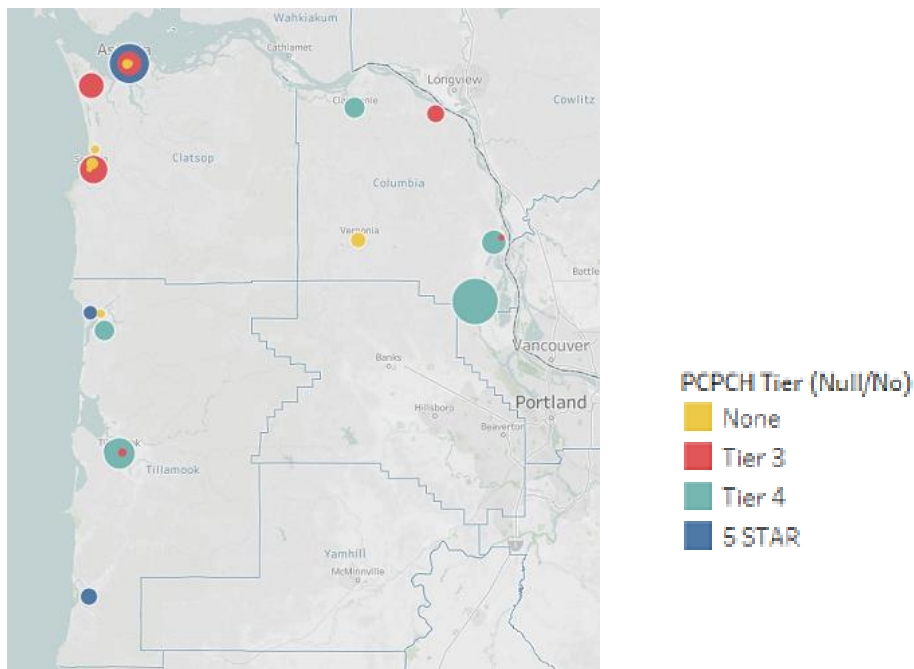 Wahkiakum
Cathlamet
Longview
Cowlitz
Clatsop
Columbia
Vernonia
Battle
Vancouver
Banks
Portland
Hillsboro
Beaverton
Tillamook
Yamhill
McMinnville
PCPCH Tier (Null/No)
None
Tier 3
Tier 4
5 STAR